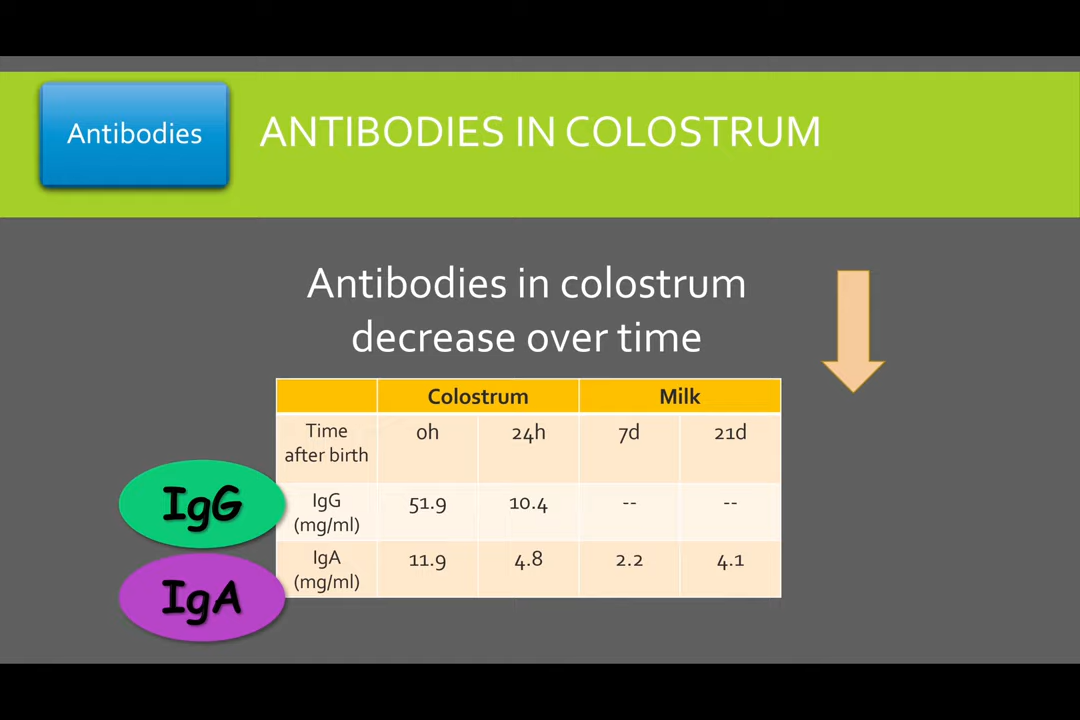 Antibodies
ANTIBODIES IN COLOSTRUM
Antibodies in colostrum
decrease over time
Colostrum Milk
Time
after birth
0h 24h 7d 21d
IgG
IgG
(mg/ml)
51.9 10.4 -- --
IgA
IgA
(mg/ml)
11.9 4.8 2.2 4.1